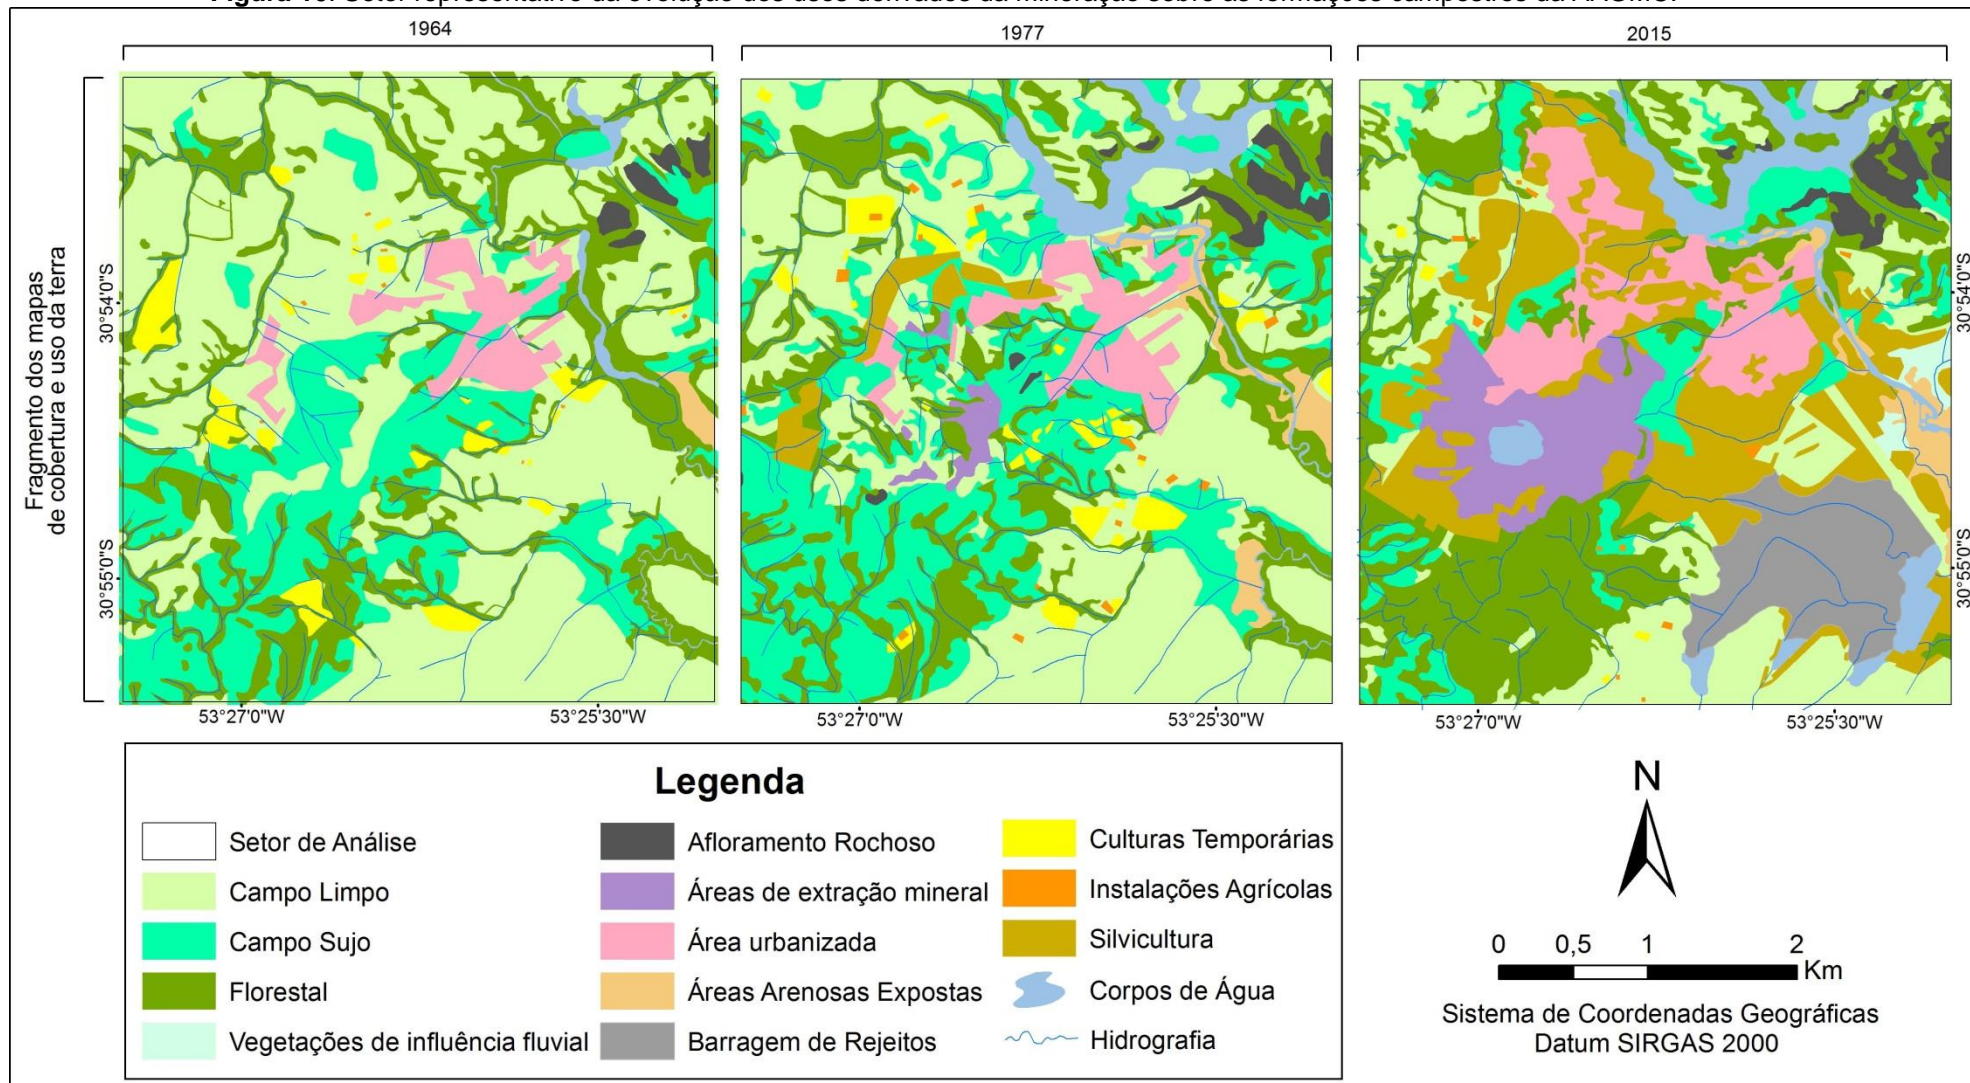 1964
1977
2015
Fragmento dos mapas
de cobertura e uso da terra
30°54'0"S
30°55'0"S
30°54'0"S
30°55'0"S
53°27'0"W
53°25'30"W
53°27'0"W
53°25'30"W
53°27'0"W
53°25'30"W
Legenda
Setor de Análise
Campo Limpo
Campo Sujo
Florestal
Vegetações de influência fluvial
Afloramento Rochoso
Áreas de extração mineral
Área urbanizada
Áreas Arenosas Expostas
Barragem de Rejeitos
Culturas Temporárias
Instalações Agrícolas
Silvicultura
Corpos de Água
Hidrografia
N
0 0,5 1 2
Km
Sistema de Coordenadas Geográficas
Datum SIRGAS 2000